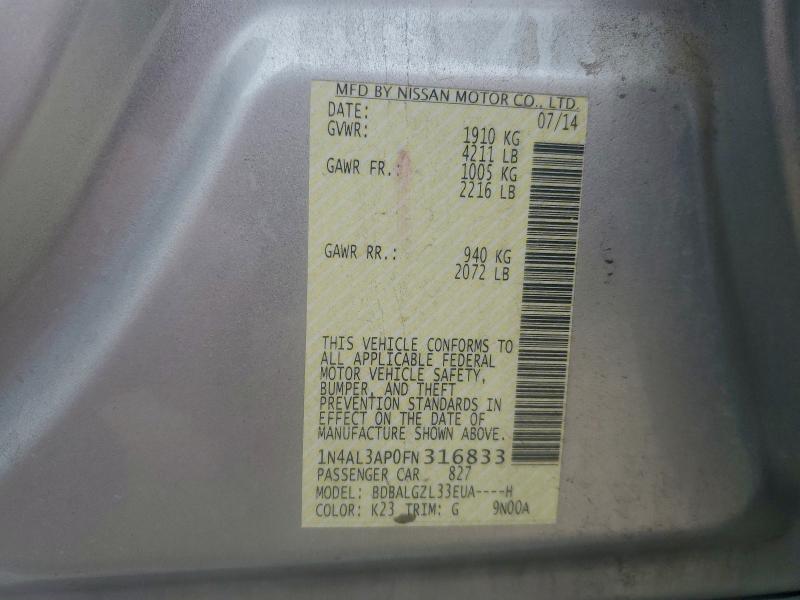 MFD BY NISSAN MOTOR CO., LTD.
DATE: 07/14
GVWR: 1910 KG
4211 LB
GAWR FR.: 1005 KG
2216 LB
GAWR RR.: 940 KG
2072 LB
THIS VEHICLE CONFORMS TO
ALL APPLICABLE FEDERAL
MOTOR VEHICLE SAFETY,
BUMPER, AND THEFT
PREVENTION STANDARDS IN
EFFECT ON THE DATE OF
MANUFACTURE SHOWN ABOVE.
1N4AL3AP0FN316833
PASSENGER CAR 827
MODEL: BDBALGZL33EUA----H
COLOR: K23 TRIM: G 9N00A